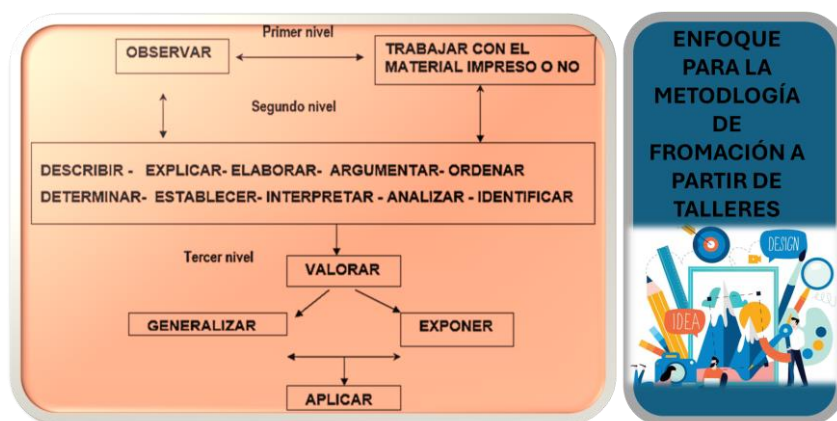 Primer nivel
OBSERVAR
TRABAJAR CON EL
MATERIAL IMPRESO O NO
Segundo nivel
DESCRIBIR - EXPLICAR- ELABORAR- ARGUMENTAR- ORDENAR
DETERMINAR- ESTABLECER- INTERPRETAR - ANALIZAR - IDENTIFICAR
Tercer nivel
VALORAR
GENERALIZAR
EXPONER
APLICAR
ENFOQUE
PARA LA
METODLOGÍA
DE
FROMACIÓN A
PARTIR DE
TALLERES
DESIGN
IDEA